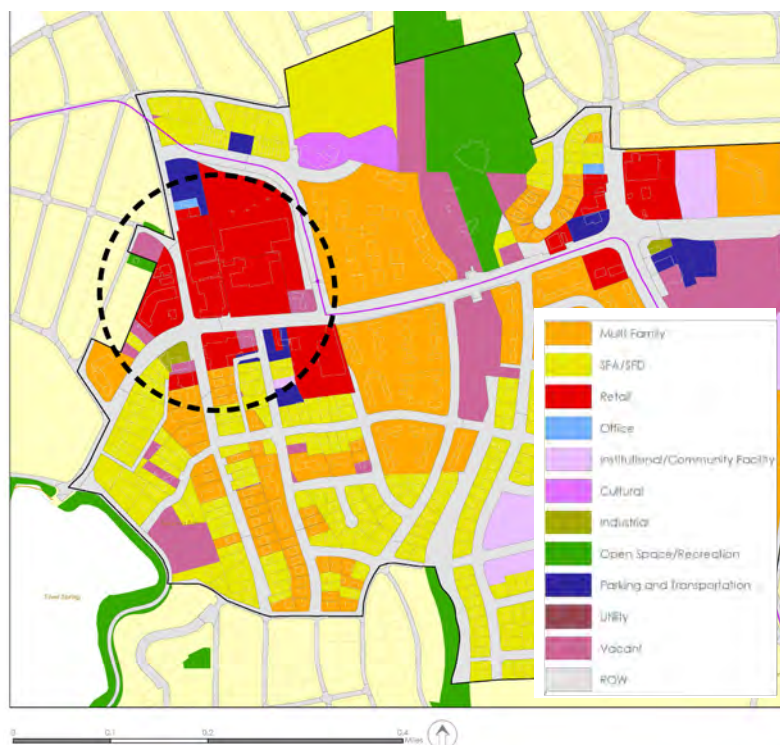 Multi Family
SFA/SFD
Retail
Office
Institutional/Community Facility
Cultural
Industrial
Open Space/Recreation
Parking and Transportation
Utility
Vacant
ROW
0 0.1 0.2 0.4
Miles